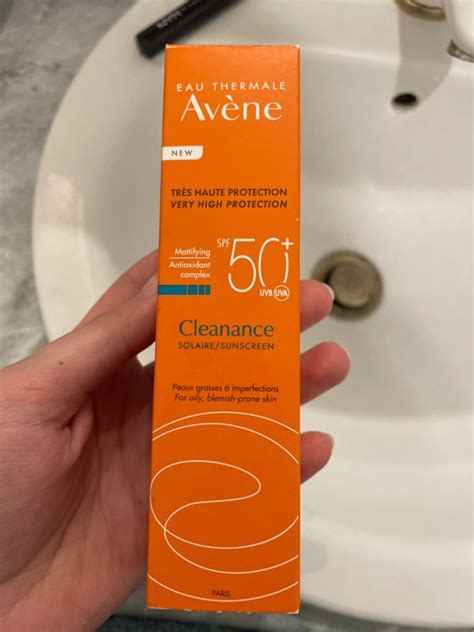 EAU THERMALE
Avène
NEW
TRÈS HAUTE PROTECTION
VERY HIGH PROTECTION
Mattifying
Antioxidant
complex
SPF 50+
UVB UVA
Cleanance
SOLAIRE/SUNSCREEN
Peaux grasses à imperfections
For oily, blemish-prone skin
PARIS